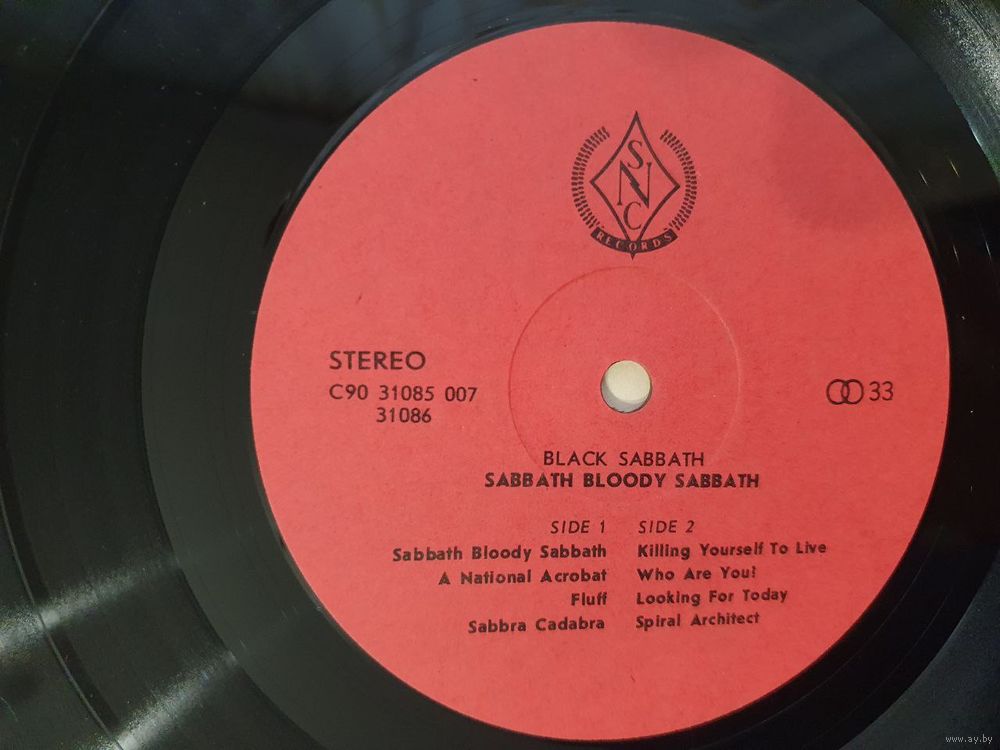 S
N
C
RECORDS
STEREO
C90 31085 007
31086
33
BLACK SABBATH
SABBATH BLOODY SABBATH
SIDE 1 SIDE 2
Sabbath Bloody Sabbath Killing Yourself To Live
A National Acrobat Who Are You?
Fluff Looking For Today
Sabbra Cadabra Spiral Architect
www.ay.by